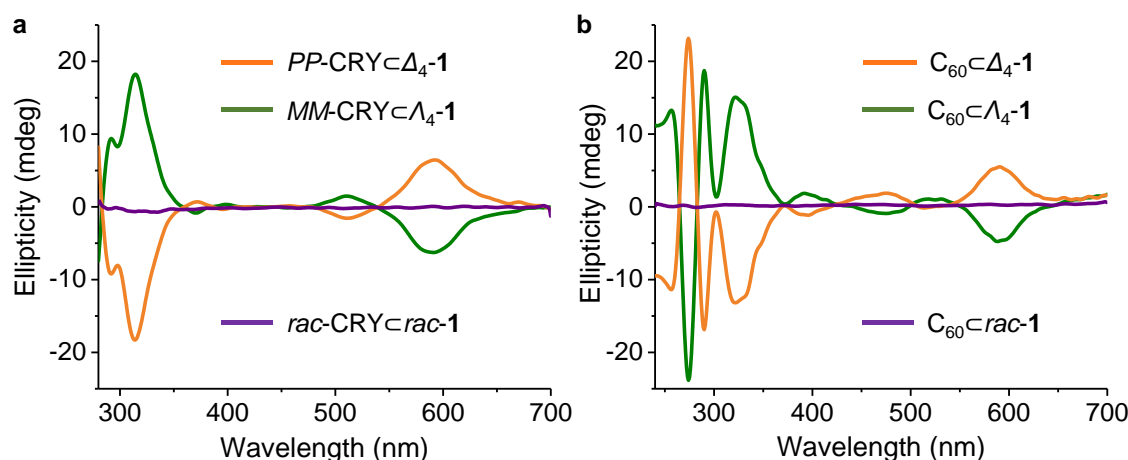 a
PP-CRY⊂Δ₄-1
MM-CRY⊂Λ₄-1
rac-CRY⊂rac-1
Ellipticity (mdeg)
20
10
0
-10
-20
300 400 500 600 700
Wavelength (nm)
b
C₆₀⊂Δ₄-1
C₆₀⊂Λ₄-1
C₆₀⊂rac-1
Ellipticity (mdeg)
20
10
0
-10
-20
300 400 500 600 700
Wavelength (nm)